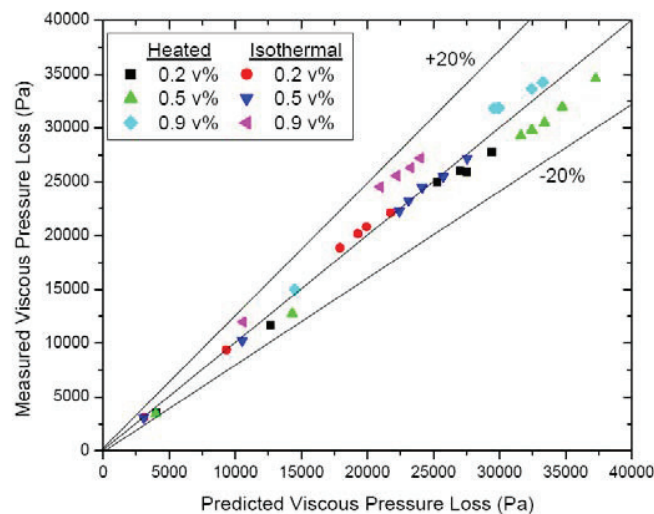 40000
35000
30000
25000
20000
15000
10000
5000
0
Measured Viscous Pressure Loss (Pa)
Heated Isothermal
0.2 v% 0.2 v%
0.5 v% 0.5 v%
0.9 v% 0.9 v%
+20%
-20%
0 5000 10000 15000 20000 25000 30000 35000 40000
Predicted Viscous Pressure Loss (Pa)